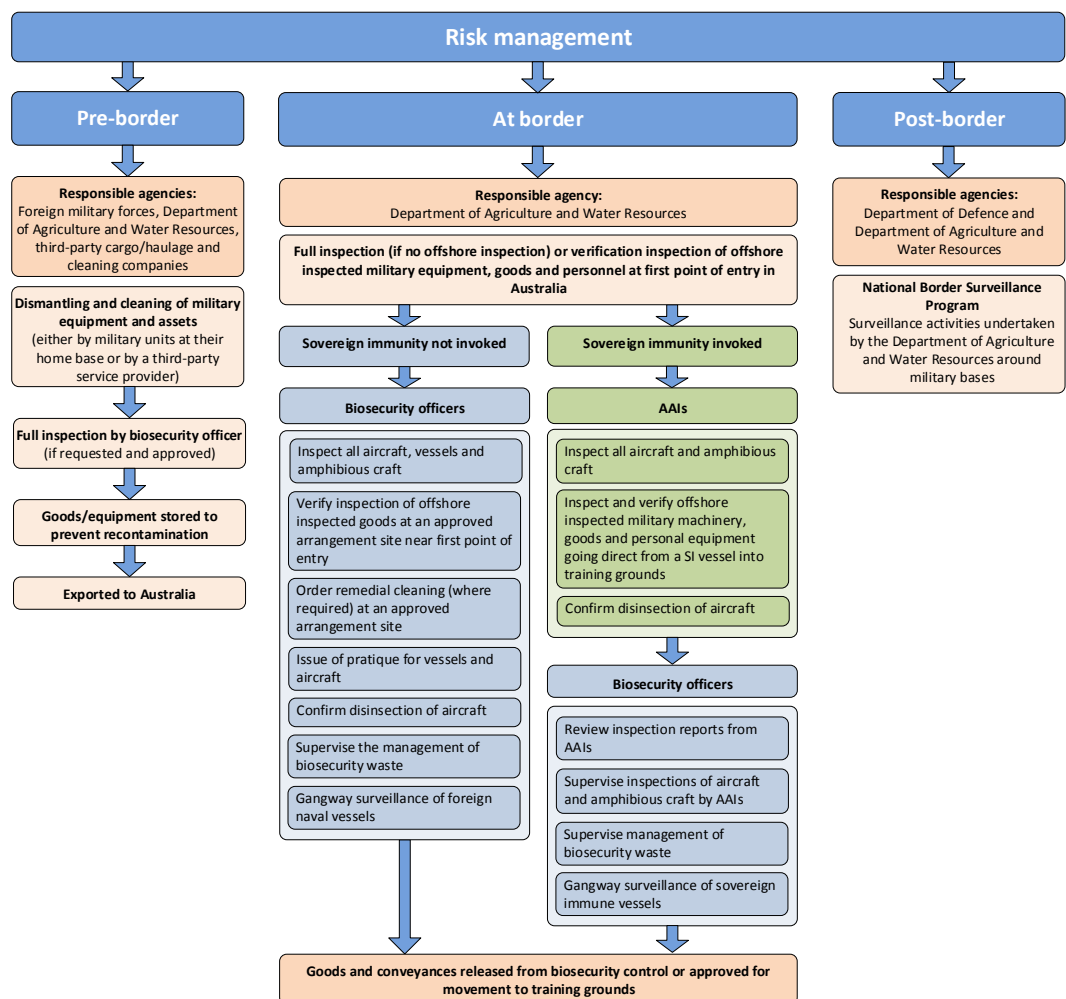 Risk management
Pre-border
At border
Post-border
Responsible agencies:
Foreign military forces, Department
of Agriculture and Water Resources,
third-party cargo/haulage and
cleaning companies
Dismantling and cleaning of military
equipment and assets
(either by military units at their
home base or by a third-party
service provider)
Full inspection by biosecurity officer
(if requested and approved)
Goods/equipment stored to
prevent recontamination
Exported to Australia
Responsible agency:
Department of Agriculture and Water Resources
Full inspection (if no offshore inspection) or verification inspection of offshore
inspected military equipment, goods and personnel at first point of entry in
Australia
Sovereign immunity not invoked
Biosecurity officers
Inspect all aircraft, vessels and
amphibious craft
Verify inspection of offshore
inspected goods at an approved
arrangement site near first point of
entry
Order remedial cleaning (where
required) at an approved
arrangement site
Issue of pratique for vessels and
aircraft
Confirm disinsection of aircraft
Supervise the management of
biosecurity waste
Gangway surveillance of foreign
naval vessels
Sovereign immunity invoked
AAIs
Inspect all aircraft and amphibious
craft
Inspect and verify offshore
inspected military machinery,
goods and personal equipment
going direct from a SI vessel into
training grounds
Confirm disinsection of aircraft
Biosecurity officers
Review inspection reports from
AAIs
Supervise inspections of aircraft
and amphibious craft by AAIs
Supervise management of
biosecurity waste
Gangway surveillance of sovereign
immune vessels
Goods and conveyances released from biosecurity control or approved for
movement to training grounds
Responsible agencies:
Department of Defence and
Department of Agriculture and
Water Resources
National Border Surveillance
Program
Surveillance activities undertaken
by the Department of Agriculture
and Water Resources around
military bases